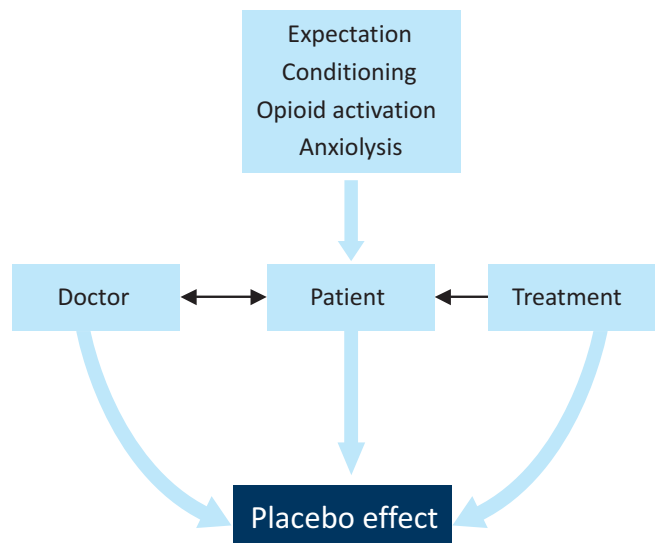 Expectation
Conditioning
Opioid activation
Anxiolysis
Doctor
Patient
Treatment
Placebo effect